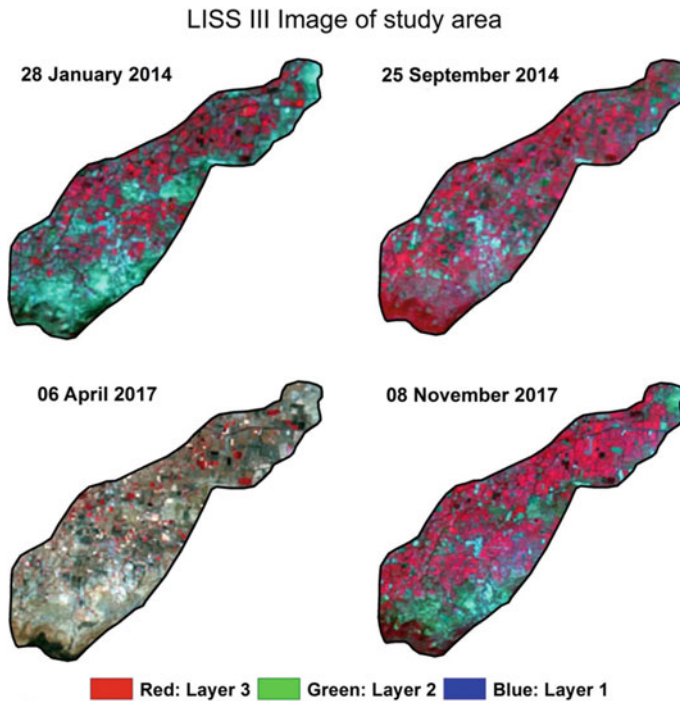 LISS III Image of study area
28 January 2014
25 September 2014
06 April 2017
08 November 2017
Red: Layer 3 Green: Layer 2 Blue: Layer 1